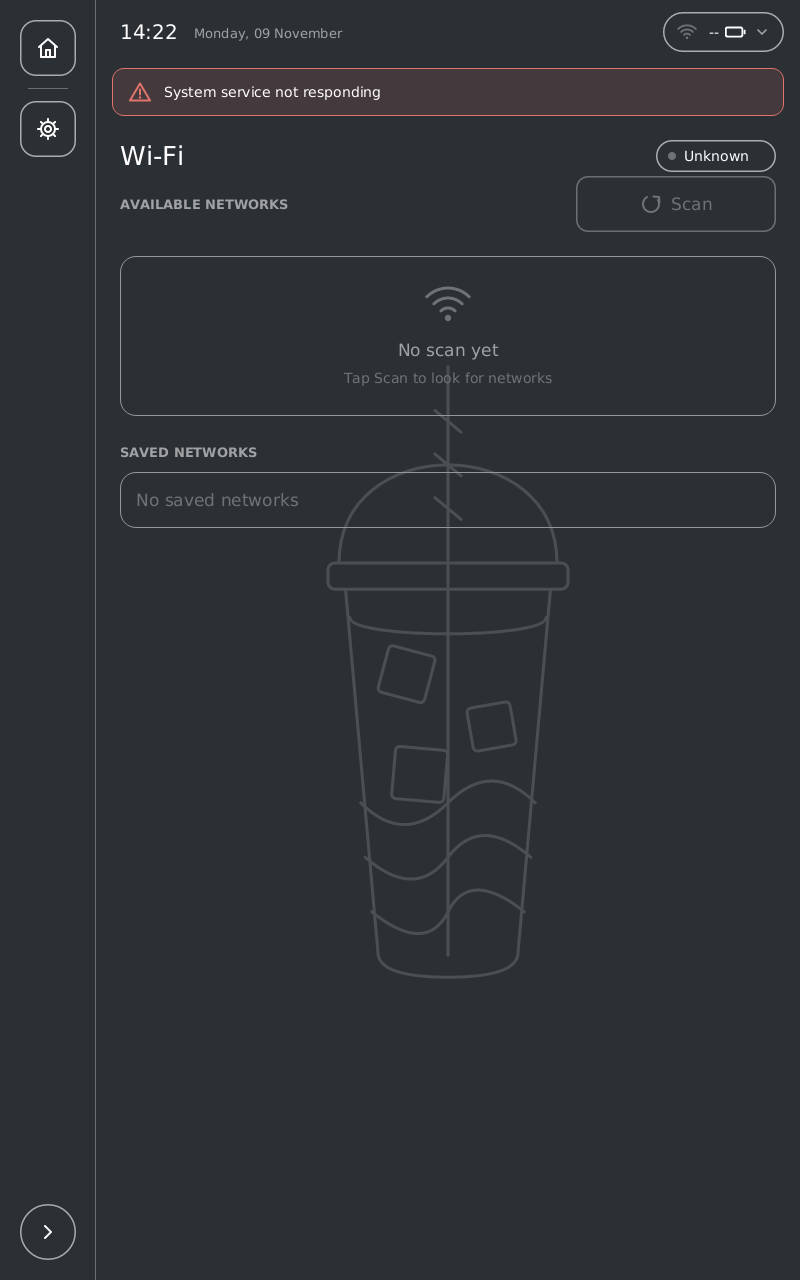 14:22 Monday, 09 November --
System service not responding
Wi-Fi Unknown
AVAILABLE NETWORKS Scan
No scan yet
Tap Scan to look for networks
SAVED NETWORKS
No saved networks